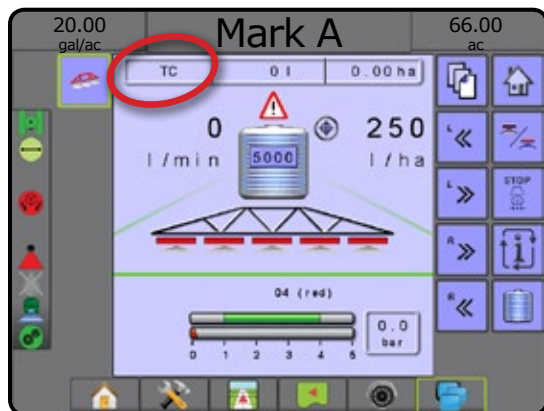 20.00 Mark A 66.00
gal/ac ac
TC 0 l 0.00 ha
0 250
l/min 5000 l/ha
L
STOP
L
R
i
R
04 (red)
0.0
bar
0 1 2 3 4 5